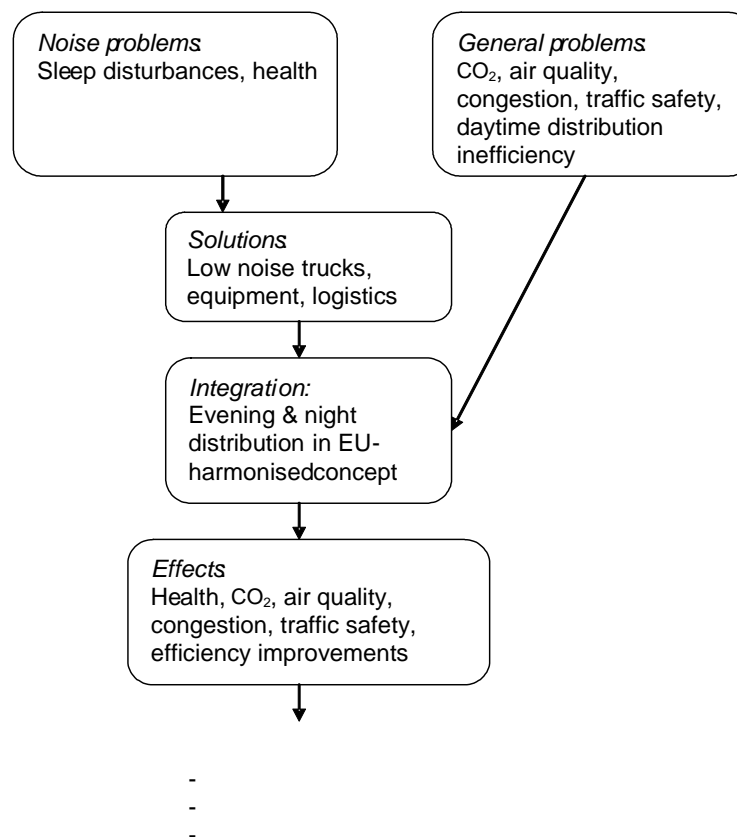 Noise problems:
Sleep disturbances, health
General problems:
CO₂, air quality,
congestion, traffic safety,
daytime distribution
inefficiency
Solutions:
Low noise trucks,
equipment, logistics
Integration:
Evening & night
distribution in EU-
harmonisedconcept
Effects:
Health, CO₂, air quality,
congestion, traffic safety,
efficiency improvements
-
-
-